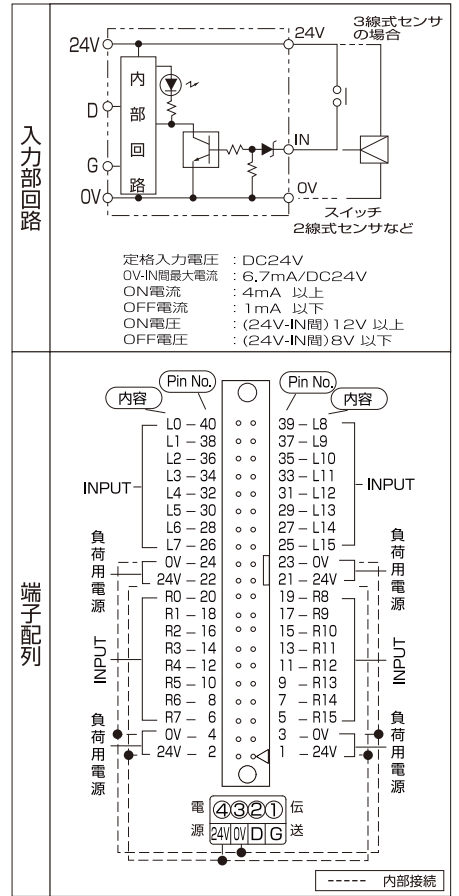 入力部回路
3線式センサ
の場合
24V
24V
内部回路
D
G
IN
0V
0V
スイッチ
2線式センサなど
定格入力電圧 : DC24V
0V-IN間最大電流 : 6.7mA/DC24V
ON電流 : 4mA 以上
OFF電流 : 1mA 以下
ON電圧 : (24V-IN間)12V 以上
OFF電圧 : (24V-IN間)8V 以下
端子配列
Pin No. Pin No.
内容 内容
L0 – 40 39 – L8
L1 – 38 37 – L9
L2 – 36 35 – L10
L3 – 34 33 – L11
L4 – 32 31 – L12
L5 – 30 29 – L13
L6 – 28 27 – L14
L7 – 26 25 – L15
INPUT INPUT
0V – 24 23 – 0V
24V – 22 21 – 24V
負荷用電源 負荷用電源
R0 – 20 19 – R8
R1 – 18 17 – R9
R2 – 16 15 – R10
R3 – 14 13 – R11
R4 – 12 11 – R12
R5 – 10 9 – R13
R6 – 8 7 – R14
R7 – 6 5 – R15
INPUT INPUT
0V – 4 3 – 0V
24V – 2 1 – 24V
負荷用電源 負荷用電源
電源 ④③②① 伝送
24V 0V D G
内部接続